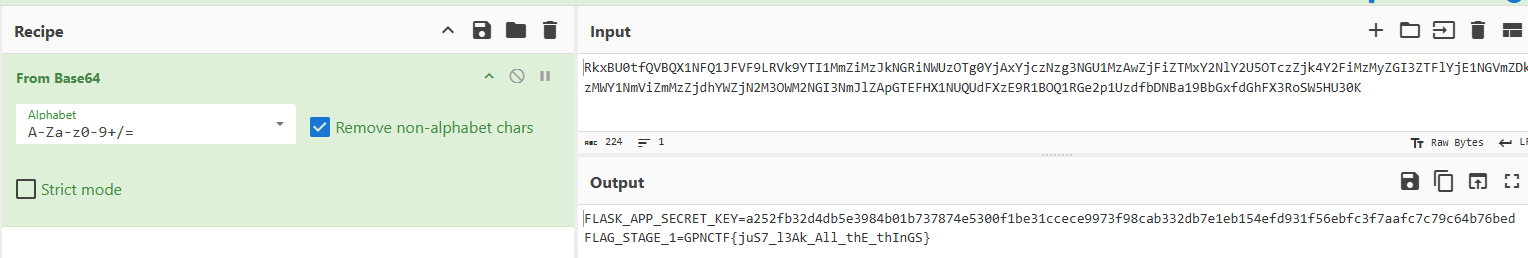 Recipe
Input
From Base64
Alphabet
A-Za-z0-9+/=
Remove non-alphabet chars
Strict mode
RkxBU0tfQVBQX1NFQ1JFVF9LRVk9YTI1MmZiMzJkNGRiNWUzOTg0YjAxYjczNzg3NGU1MzAwZjFiZTMxY2NlY2U5OTczZjk4Y2FiMzMyZGI3ZTFlYjE1NGVmZDk
zMWY1NmViZmMzZjdhYWZjN2M3OWM2NGI3NmJlZApGTEFHX1NUQUdFXzE9R1BOQ1RGe2p1UzdfbDNBa19BbGxfdGhFX3RoSW5HU30K
ABC 224
1
Raw Bytes
LF
Output
FLASK_APP_SECRET_KEY=a252fb32d4db5e3984b01b737874e5300f1be31ccece9973f98cab332db7e1eb154efd931f56ebfc3f7aafc7c79c64b76bed
FLAG_STAGE_1=GPNCTF{juS7_l3Ak_All_thE_thInGS}